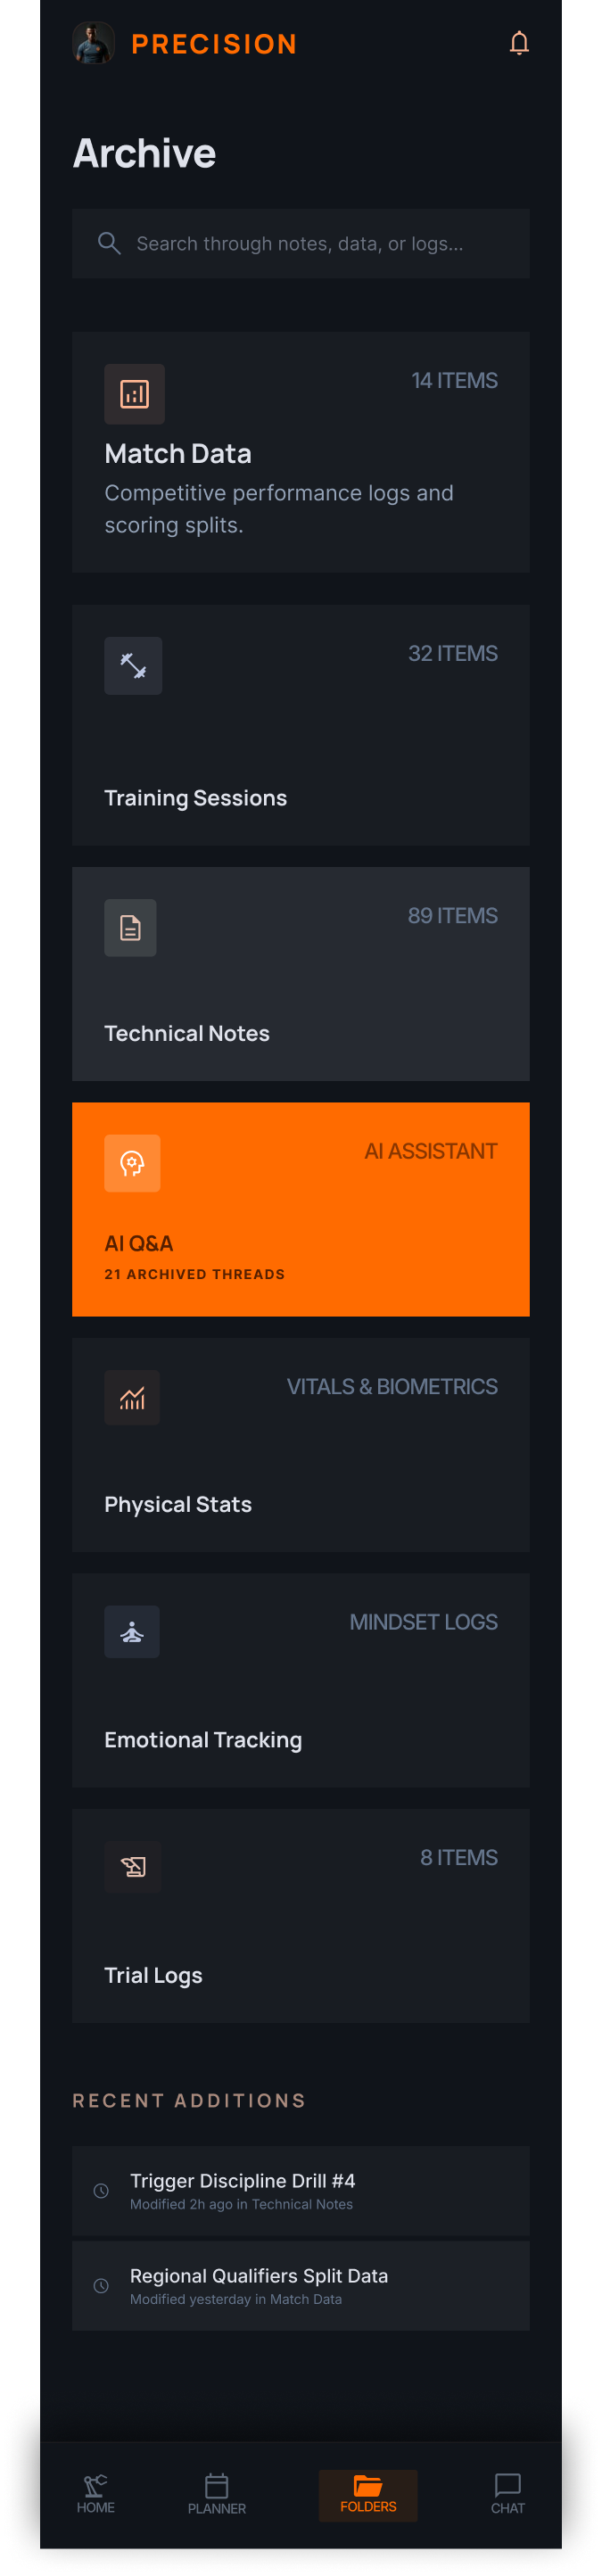 PRECISION
Archive
Search through notes, data, or logs...
14 ITEMS
Match Data
Competitive performance logs and
scoring splits.
32 ITEMS
Training Sessions
89 ITEMS
Technical Notes
AI ASSISTANT
AI Q&A
21 ARCHIVED THREADS
VITALS & BIOMETRICS
Physical Stats
MINDSET LOGS
Emotional Tracking
8 ITEMS
Trial Logs
RECENT ADDITIONS
Trigger Discipline Drill #4
Modified 2h ago in Technical Notes
Regional Qualifiers Split Data
Modified yesterday in Match Data
HOME
PLANNER
FOLDERS
CHAT